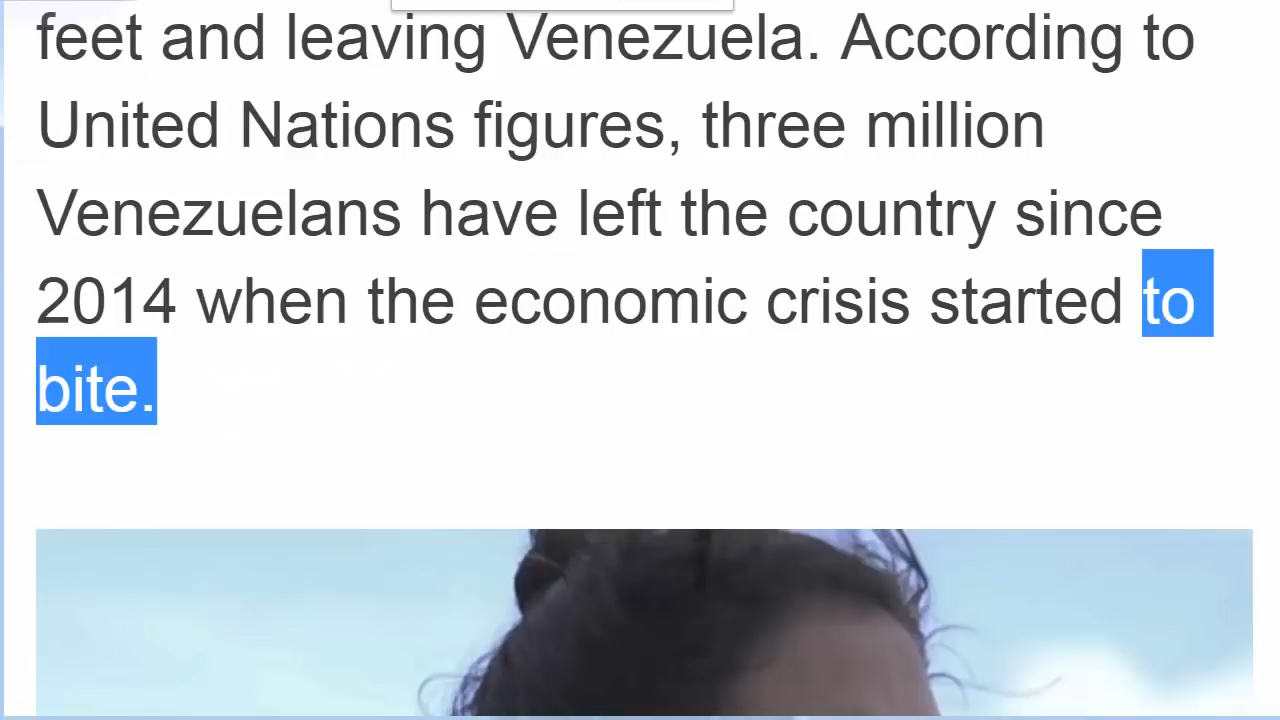 feet and leaving Venezuela. According to
United Nations figures, three million
Venezuelans have left the country since
2014 when the economic crisis started to
bite.